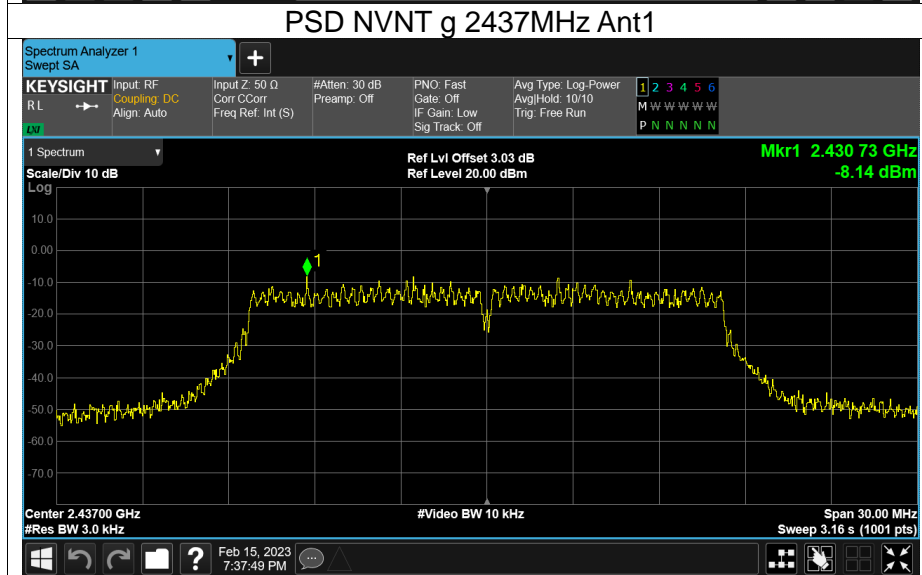 PSD NVNT g 2437MHz Ant1
Spectrum Analyzer 1
Swept SA
KEYSIGHT
RL
LXI
Input: RF
Coupling: DC
Align: Auto
Input Z: 50 Ω
Corr CCorr
Freq Ref: Int (S)
#Atten: 30 dB
Preamp: Off
PNO: Fast
Gate: Off
IF Gain: Low
Sig Track: Off
Avg Type: Log-Power
Avg|Hold: 10/10
Trig: Free Run
1 2 3 4 5 6
M W W W W W
P N N N N N
1 Spectrum
Scale/Div 10 dB
Ref Lvl Offset 3.03 dB
Ref Level 20.00 dBm
Mkr1 2.430 73 GHz
-8.14 dBm
Log
10.0
0.00
-10.0
-20.0
-30.0
-40.0
-50.0
-60.0
-70.0
1
Center 2.43700 GHz
#Res BW 3.0 kHz
#Video BW 10 kHz
Span 30.00 MHz
Sweep 3.16 s (1001 pts)
?
Feb 15, 2023
7:37:49 PM